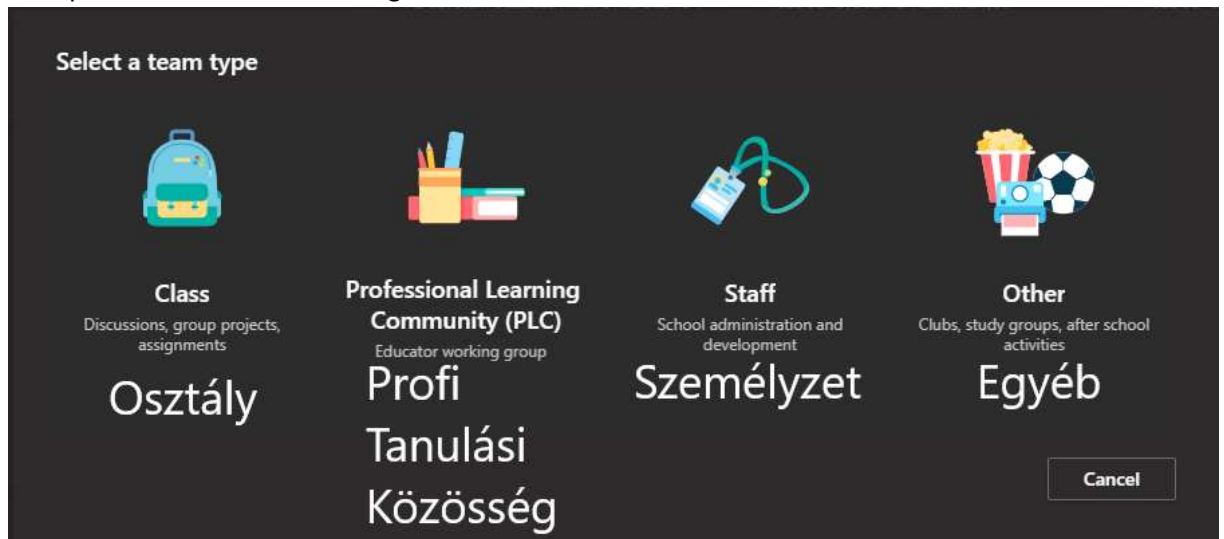 Select a team type
Class
Discussions, group projects,
assignments
Osztály
Professional Learning
Community (PLC)
Educator working group
Profi
Tanulási
Közösség
Staff
School administration and
development
Személyzet
Other
Clubs, study groups, after school
activities
Egyéb
Cancel